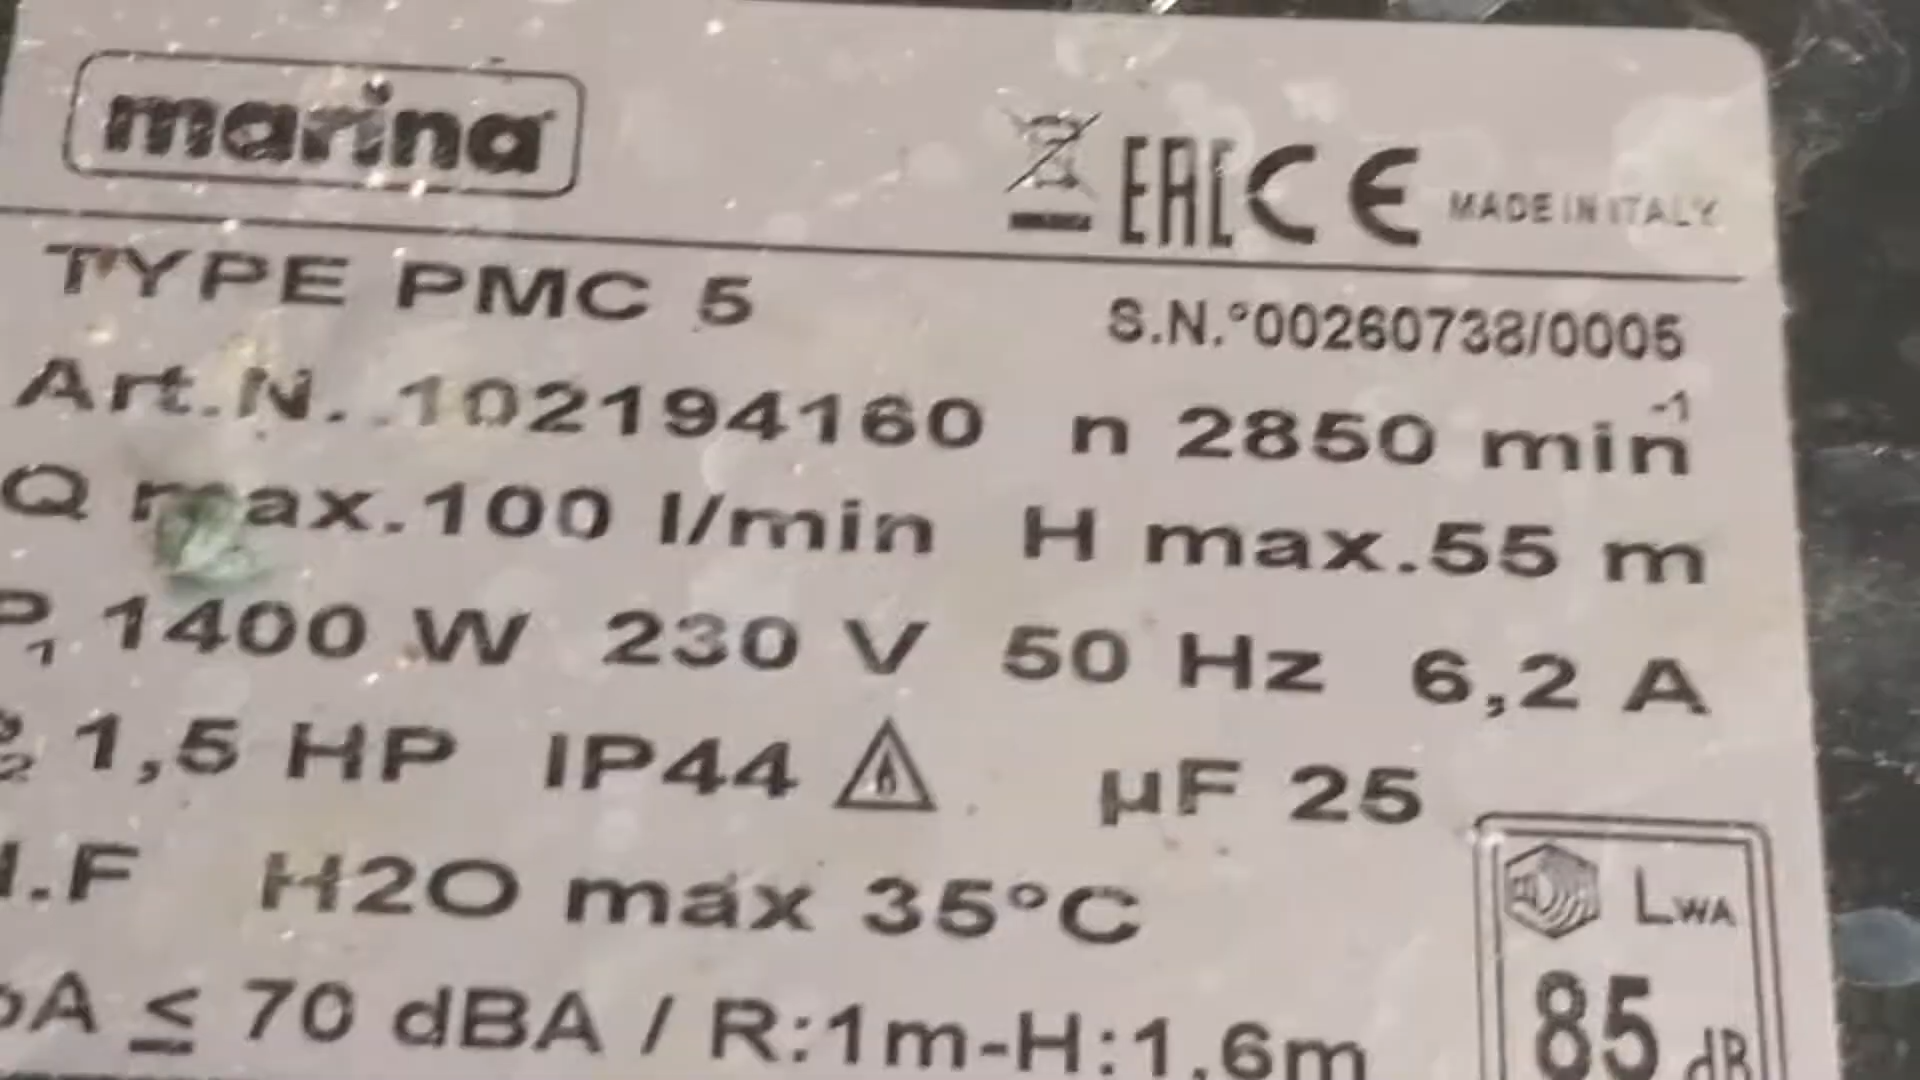 marina
EAC CE MADE IN ITALY
TYPE PMC 5 S.N.°00260738/0005
Art.N. 102194160 n 2850 min-1
Q max.100 l/min H max.55 m
P1 1400 W 230 V 50 Hz 6,2 A
P2 1,5 HP IP44 µF 25
I.F H2O max 35°C
LWA
pA ≤ 70 dBA / R:1m-H:1,6m
85 dB